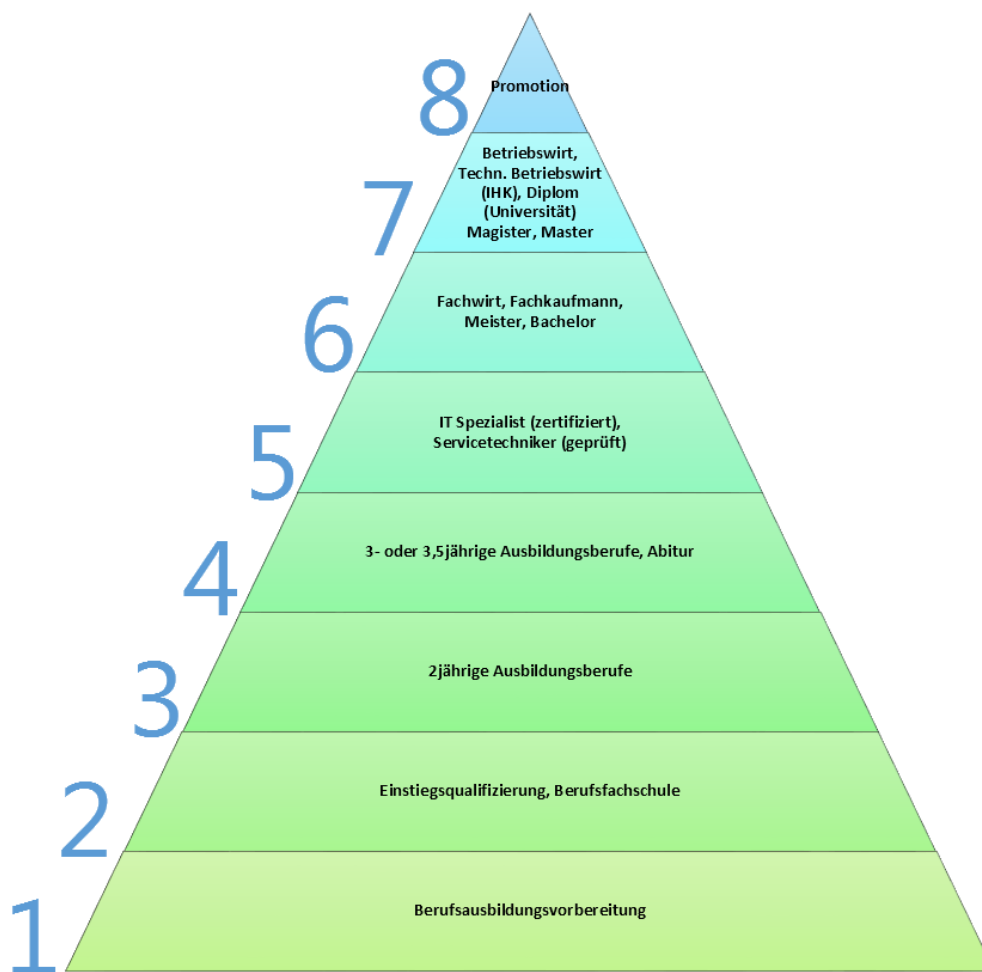 8
Promotion
7
Betriebswirt,
Techn. Betriebswirt
(IHK), Diplom
(Universität)
Magister, Master
6
Fachwirt, Fachkaufmann,
Meister, Bachelor
5
IT Spezialist (zertifiziert),
Servicetechniker (geprüft)
4
3- oder 3,5jährige Ausbildungsberufe, Abitur
3
2jährige Ausbildungsberufe
2
Einstiegsqualifizierung, Berufsfachschule
1
Berufsausbildungsvorbereitung